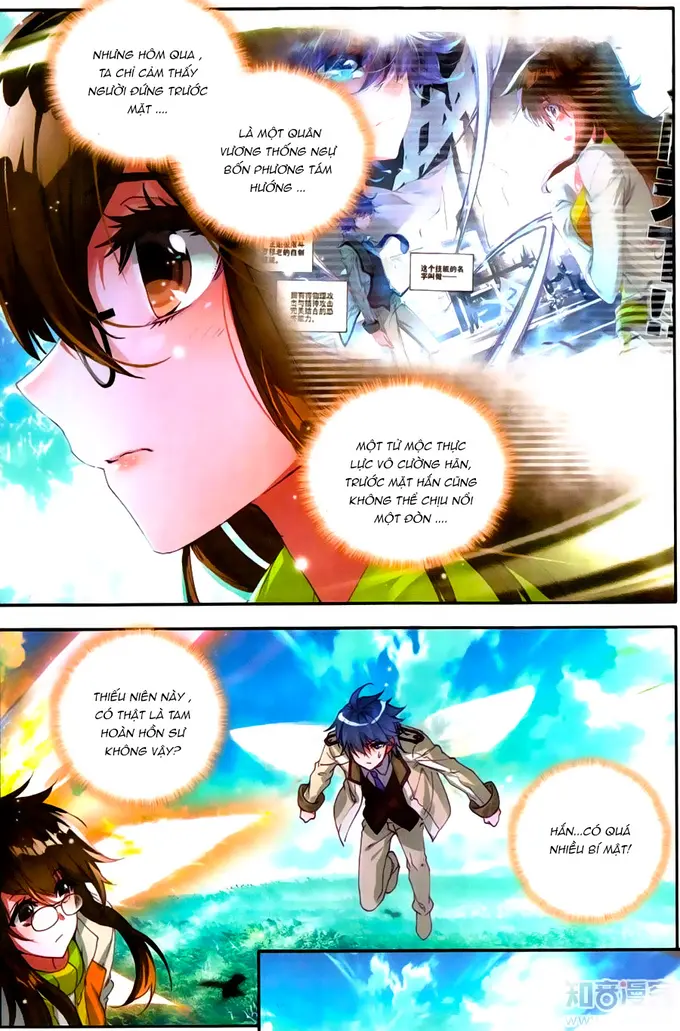 NHƯNG HÔM QUA ,
TA CHỈ CẢM THẤY
NGƯỜI ĐỨNG TRƯỚC
MẶT ....
LÀ MỘT QUÂN
VƯƠNG THỐNG NGỰ
BỐN PHƯƠNG TÁM
HƯỚNG ...
这个技能的名
字叫做——
MỘT TỬ MỘC THỰC
LỰC VÔ CƯỜNG HÃN,
TRƯỚC MẶT HẮN CŨNG
KHÔNG THỂ CHỊU NỔI
MỘT ĐÒN ....
THIẾU NIÊN NÀY ,
CÓ THẬT LÀ TAM
HOÀN HỒN SƯ
KHÔNG VẬY?
HẮN...CÓ QUÁ
NHIỀU BÍ MẬT!
知音漫